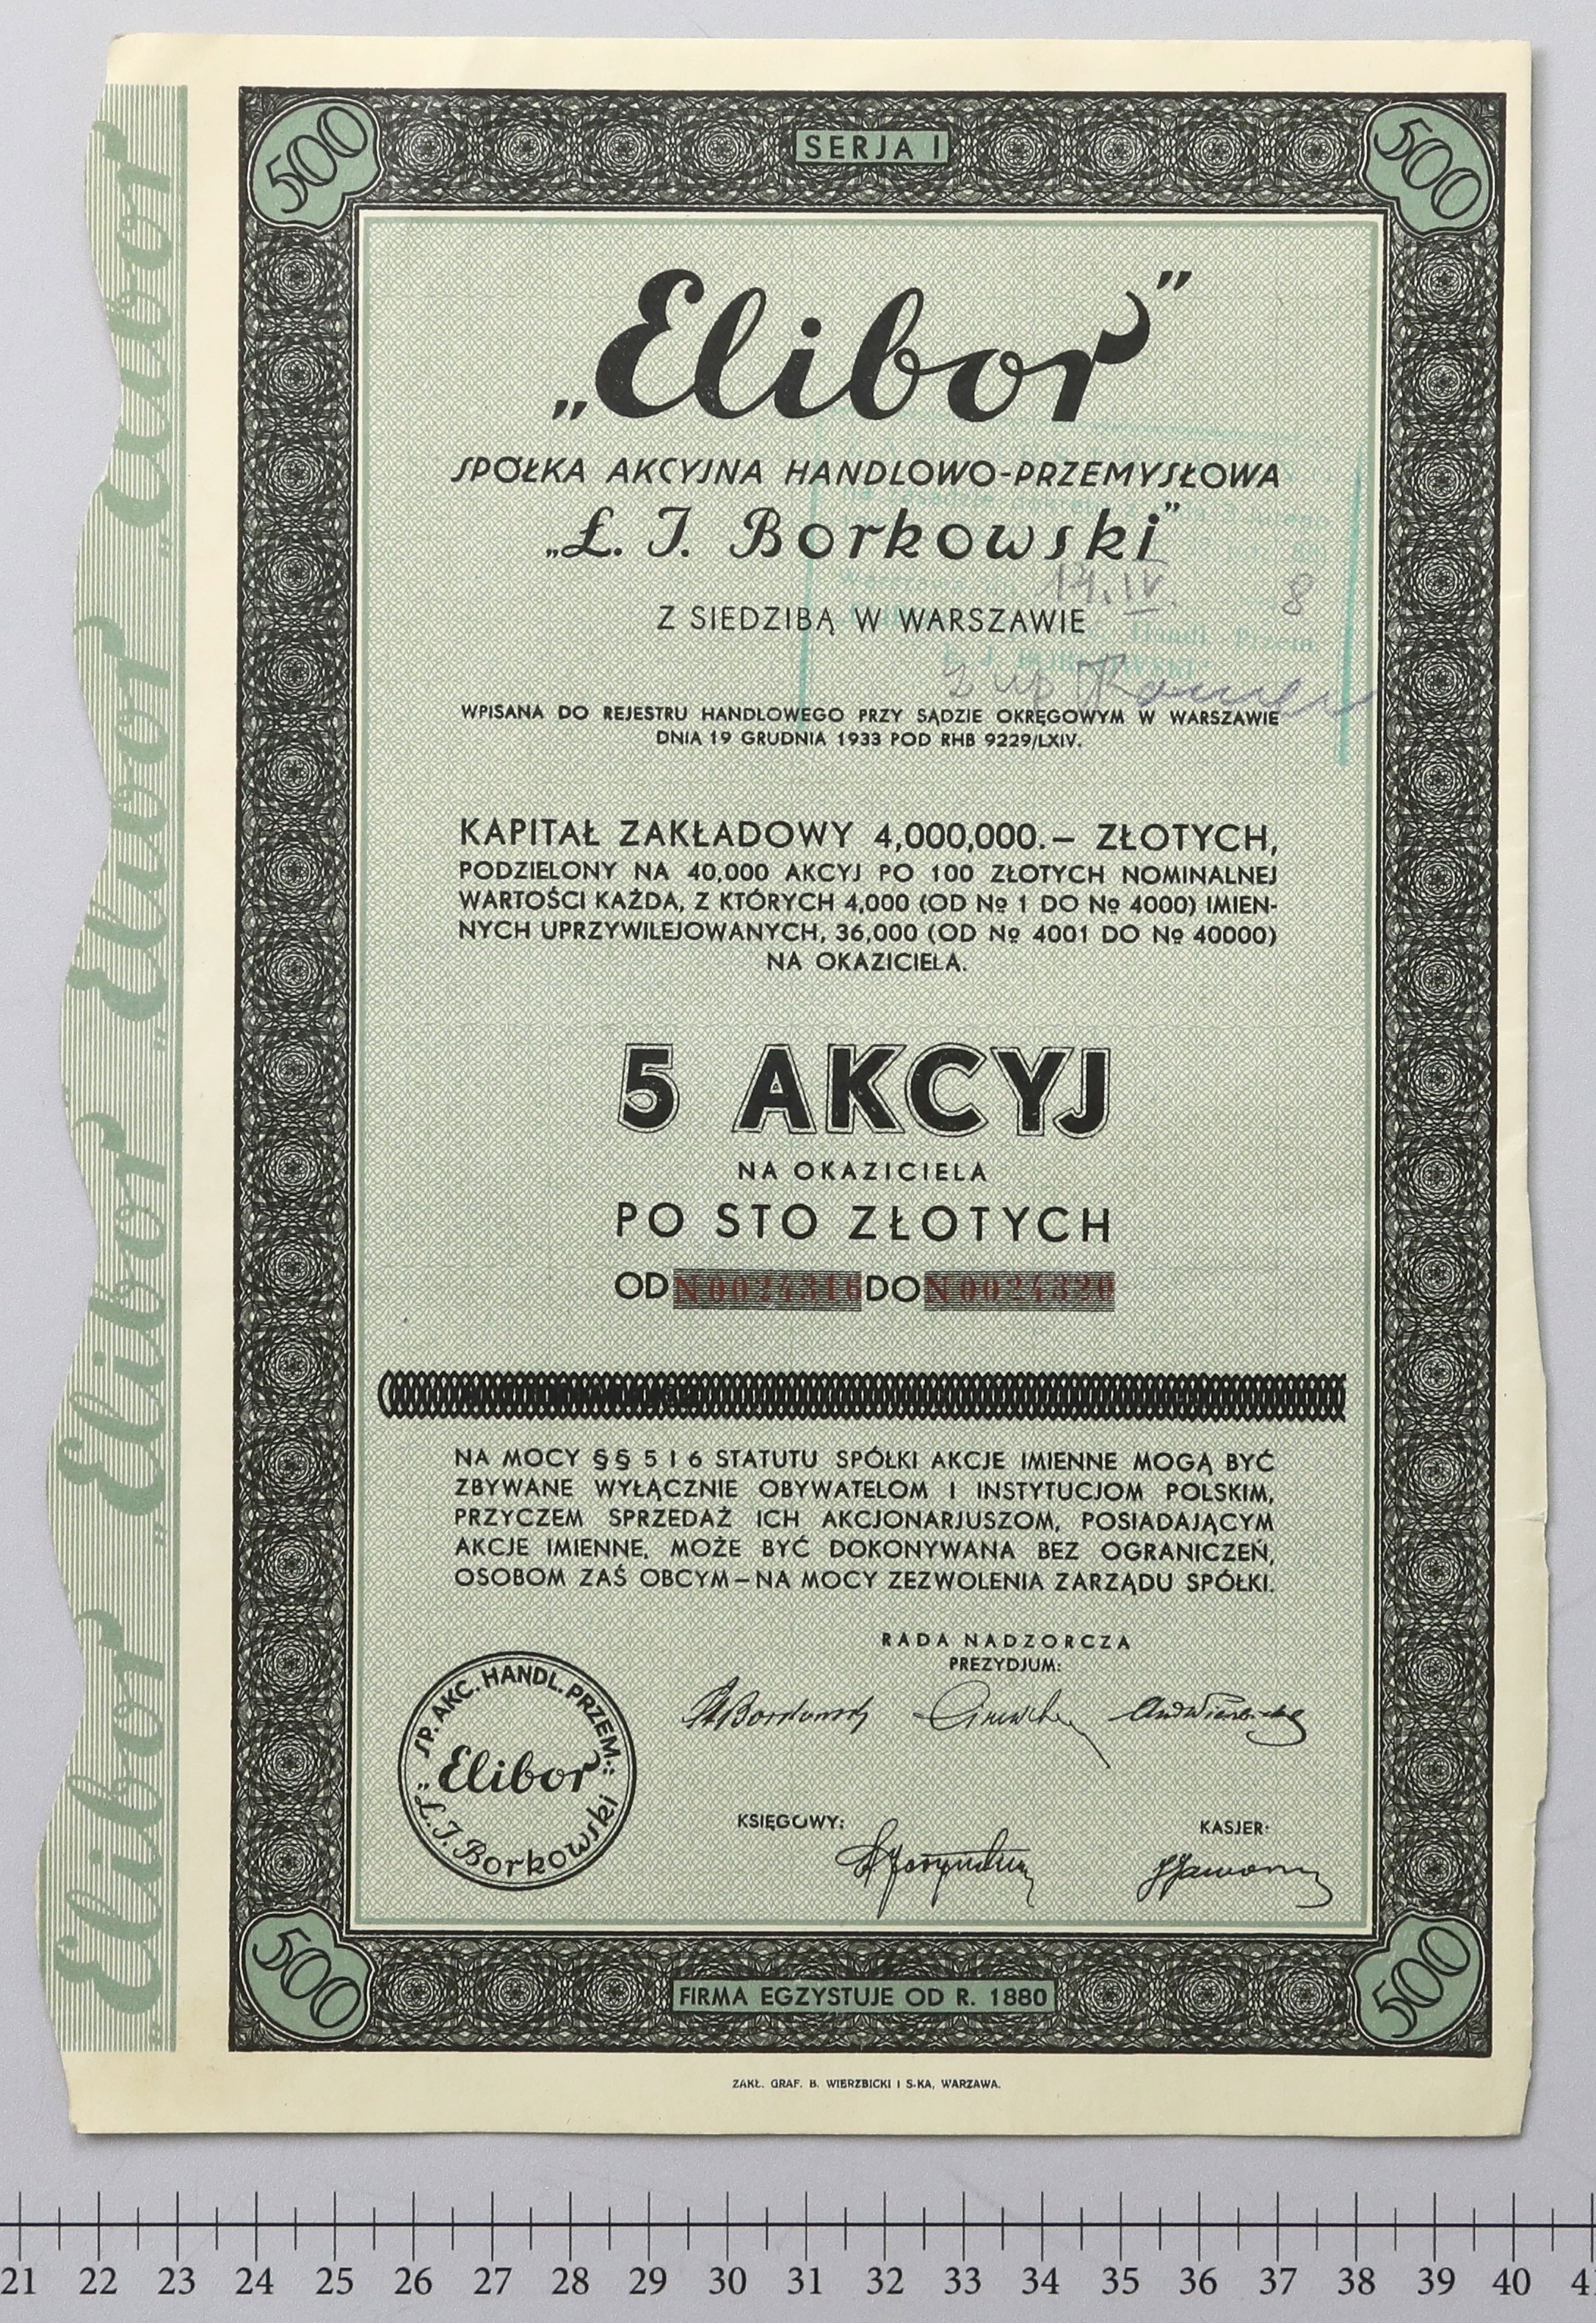 SERJA I
500
500
„Elibor”
SPÓŁKA AKCYJNA HANDLOWO-PRZEMYSŁOWA
„Ł. J. Borkowski”
14. IV. 8
Z SIEDZIBĄ W WARSZAWIE
WPISANA DO REJESTRU HANDLOWEGO PRZY SĄDZIE OKRĘGOWYM W WARSZAWIE
DNIA 19 GRUDNIA 1933 POD RHB 9229/LXIV.
KAPITAŁ ZAKŁADOWY 4,000,000.— ZŁOTYCH,
PODZIELONY NA 40,000 AKCYJ PO 100 ZŁOTYCH NOMINALNEJ
WARTOŚCI KAŻDA, Z KTÓRYCH 4,000 (OD № 1 DO № 4000) IMIEN-
NYCH UPRZYWILEJOWANYCH, 36,000 (OD № 4001 DO № 40000)
NA OKAZICIELA.
5 AKCYJ
NA OKAZICIELA
PO STO ZŁOTYCH
OD N0024316 DO N0024320
NA MOCY §§ 5 I 6 STATUTU SPÓŁKI AKCJE IMIENNE MOGĄ BYĆ
ZBYWANE WYŁĄCZNIE OBYWATELOM I INSTYTUCJOM POLSKIM,
PRZYCZEM SPRZEDAŻ ICH AKCJONARJUSZOM, POSIADAJĄCYM
AKCJE IMIENNE, MOŻE BYĆ DOKONYWANA BEZ OGRANICZEŃ,
OSOBOM ZAŚ OBCYM—NA MOCY ZEZWOLENIA ZARZĄDU SPÓŁKI.
RADA NADZORCZA
PREZYDJUM:
SP. AKC. HANDL. PRZEM.
„Elibor”
Ł. J. Borkowski
KSIĘGOWY:
KASJER:
500
500
FIRMA EGZYSTUJE OD R. 1880
ZAKŁ. GRAF. B. WIERZBICKI I S-KA, WARZAWA.
„Elibor
„Elibor
„Elibor
„Elibor
21 22 23 24 25 26 27 28 29 30 31 32 33 34 35 36 37 38 39 40